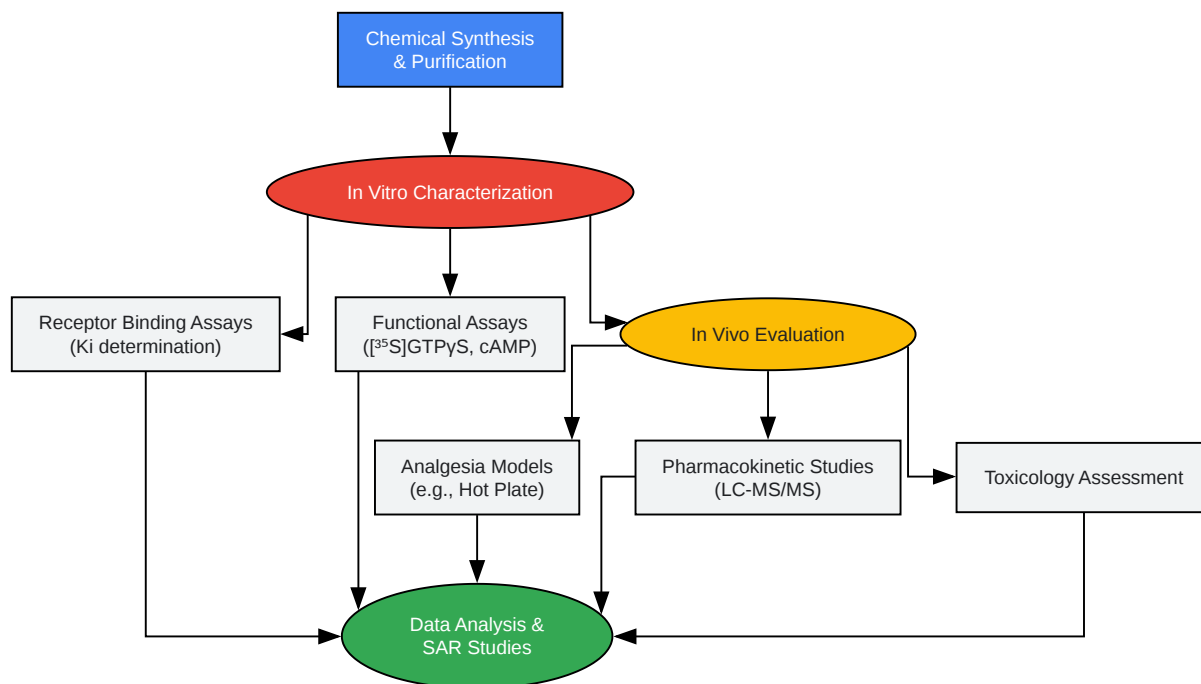 Chemical Synthesis
& Purification
In Vitro Characterization
Receptor Binding Assays
(Ki determination)
Functional Assays
([³⁵S]GTPγS, cAMP)
In Vivo Evaluation
Analgesia Models
(e.g., Hot Plate)
Pharmacokinetic Studies
(LC-MS/MS)
Toxicology Assessment
Data Analysis &
SAR Studies